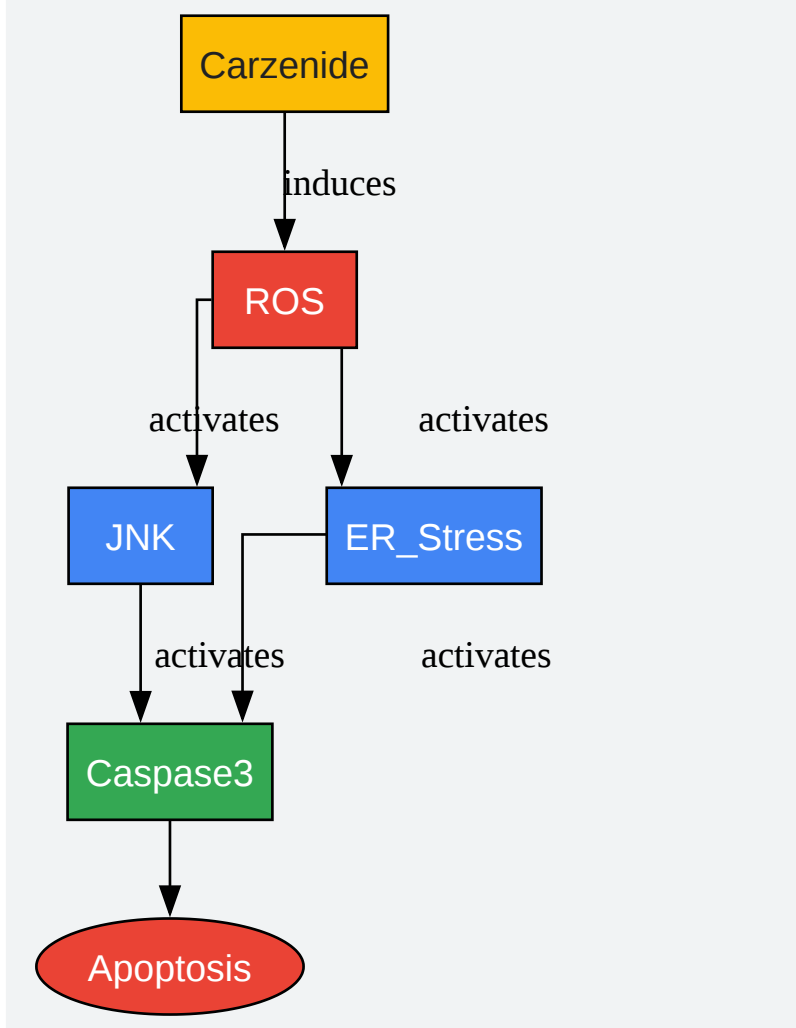 Carzenide
induces
ROS
activates
activates
JNK
ER_Stress
activates
activates
Caspase3
Apoptosis